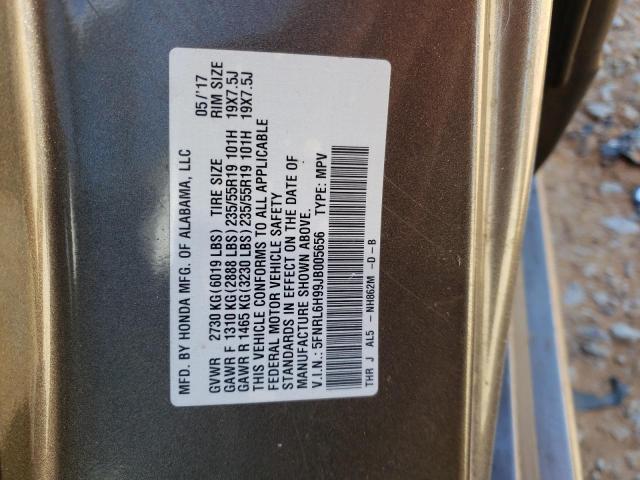 MFD. BY HONDA MFG. OF ALABAMA, LLC 05/'17
GVWR 2730 KG(6019 LBS) TIRE SIZE RIM SIZE
GAWR F 1310 KG(2888 LBS)235/55R19 101H 19X7.5J
GAWR R 1465 KG(3230 LBS)235/55R19 101H 19X7.5J
THIS VEHICLE CONFORMS TO ALL APPLICABLE
FEDERAL MOTOR VEHICLE SAFETY
STANDARDS IN EFFECT ON THE DATE OF
MANUFACTURE SHOWN ABOVE.
V.I.N.: 5FNRL6H99JB005656 TYPE: MPV
THR J AL5 - NH862M -D -B